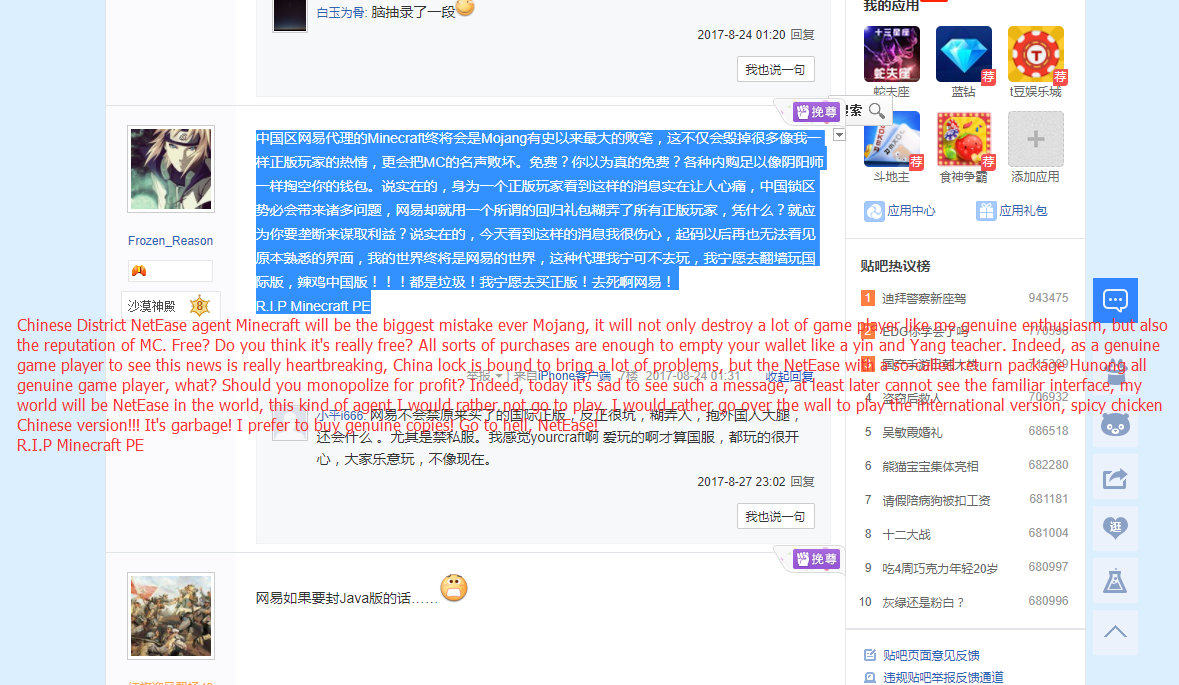 白玉为骨: 脑抽录了一段
2017-8-24 01:20 回复
我也说一句
挽尊
中国区网易代理的Minecraft终将会是Mojang有史以来最大的败笔，这不仅会毁掉很多像我一
样正版玩家的热情，更会把MC的名声败坏。免费？你以为真的免费？各种内购足以像阴阳师
一样掏空你的钱包。说实在的，身为一个正版玩家看到这样的消息实在让人心痛，中国锁区
势必会带来诸多问题，网易却就用一个所谓的回归礼包糊弄了所有正版玩家，凭什么？就应
为你要垄断来谋取利益？说实在的，今天看到这样的消息我很伤心，起码以后再也无法看见
原本熟悉的界面，我的世界终将是网易的世界，这种代理我宁可不去玩，我宁愿去翻墙玩国
际版，辣鸡中国版！！！都是垃圾！我宁愿去买正版！去死啊网易！
R.I.P Minecraft PE
Frozen_Reason
沙漠神殿 8
Chinese District NetEase agent Minecraft will be the biggest mistake ever Mojang, it will not only destroy a lot of game player like me genuine enthusiasm, but also
the reputation of MC. Free? Do you think it's really free? All sorts of purchases are enough to empty your wallet like a yin and Yang teacher. Indeed, as a genuine
game player to see this news is really heartbreaking, China lock is bound to bring a lot of problems, but the NetEase with a so-called return package Hunong all
genuine game player, what? Should you monopolize for profit? Indeed, today it's sad to see such a message, at least later cannot see the familiar interface, my
world will be NetEase in the world, this kind of agent I would rather not go to play, I would rather go over the wall to play the international version, spicy chicken
Chinese version!!! It's garbage! I prefer to buy genuine copies! Go to hell, NetEase!
R.I.P Minecraft PE
举报 | 来自iPhone客户端 7楼 2017-08-24 01:31 收起回复
小平i666: 网易不会禁原来买了的国际正版，反正很坑，糊弄人，抱外国人大腿，
还会什么 。尤其是禁私服。我感觉yourcraft啊 爱玩的啊才算国服，都玩的很开
心，大家乐意玩，不像现在。
2017-8-27 23:02 回复
我也说一句
挽尊
网易如果要封Java版的话……
我的应用
十三星座
蛇夫座
蛇夫座
荐
蓝钻
T
荐
t豆娱乐城
搜索
荐
斗地主
荐
食神争霸
添加应用
应用中心
应用礼包
贴吧热议榜
1 迪拜警察新座驾 943475
2 EDG你学会了吗
国产手游田朝大战
4 盗窃后救人 706932
5 吴敏霞婚礼 686518
6 熊猫宝宝集体亮相 682280
7 请假陪病狗被扣工资 681181
8 十二大战 681004
9 吃4周巧克力年轻20岁 680997
10 灰绿还是粉白？ 680996
贴吧页面意见反馈
违规贴吧举报反馈通道
逛